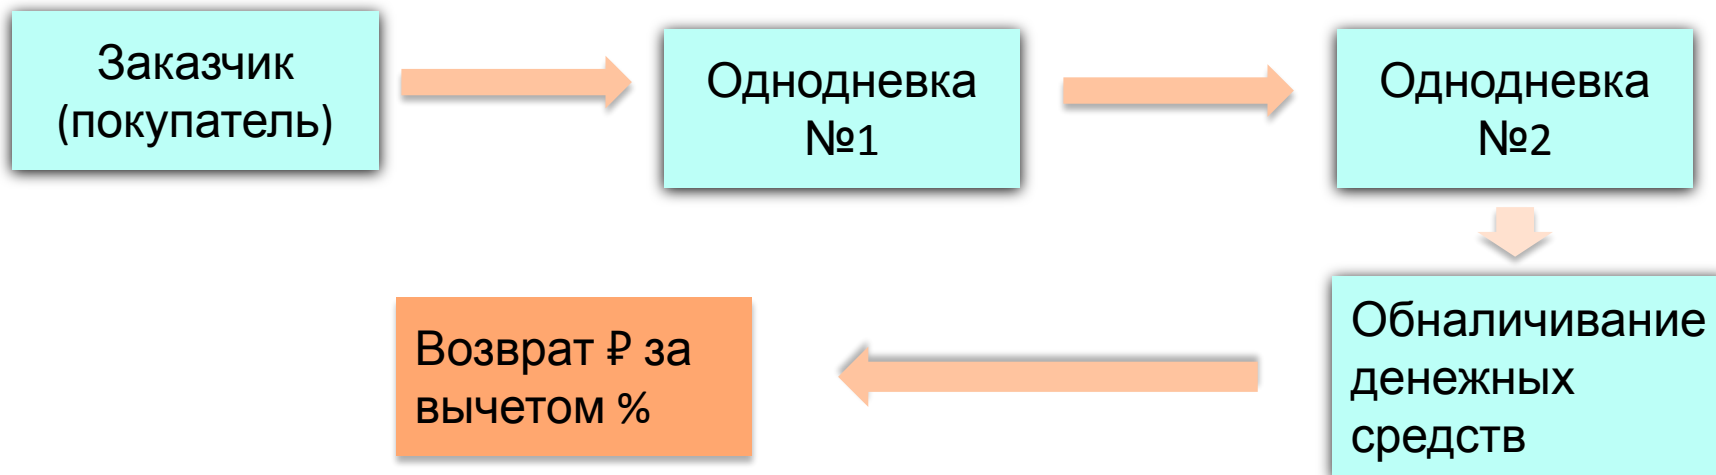 Заказчик
(покупатель)
Однодневка
№1
Однодневка
№2
Обналичивание
денежных
средств
Возврат ₽ за
вычетом %